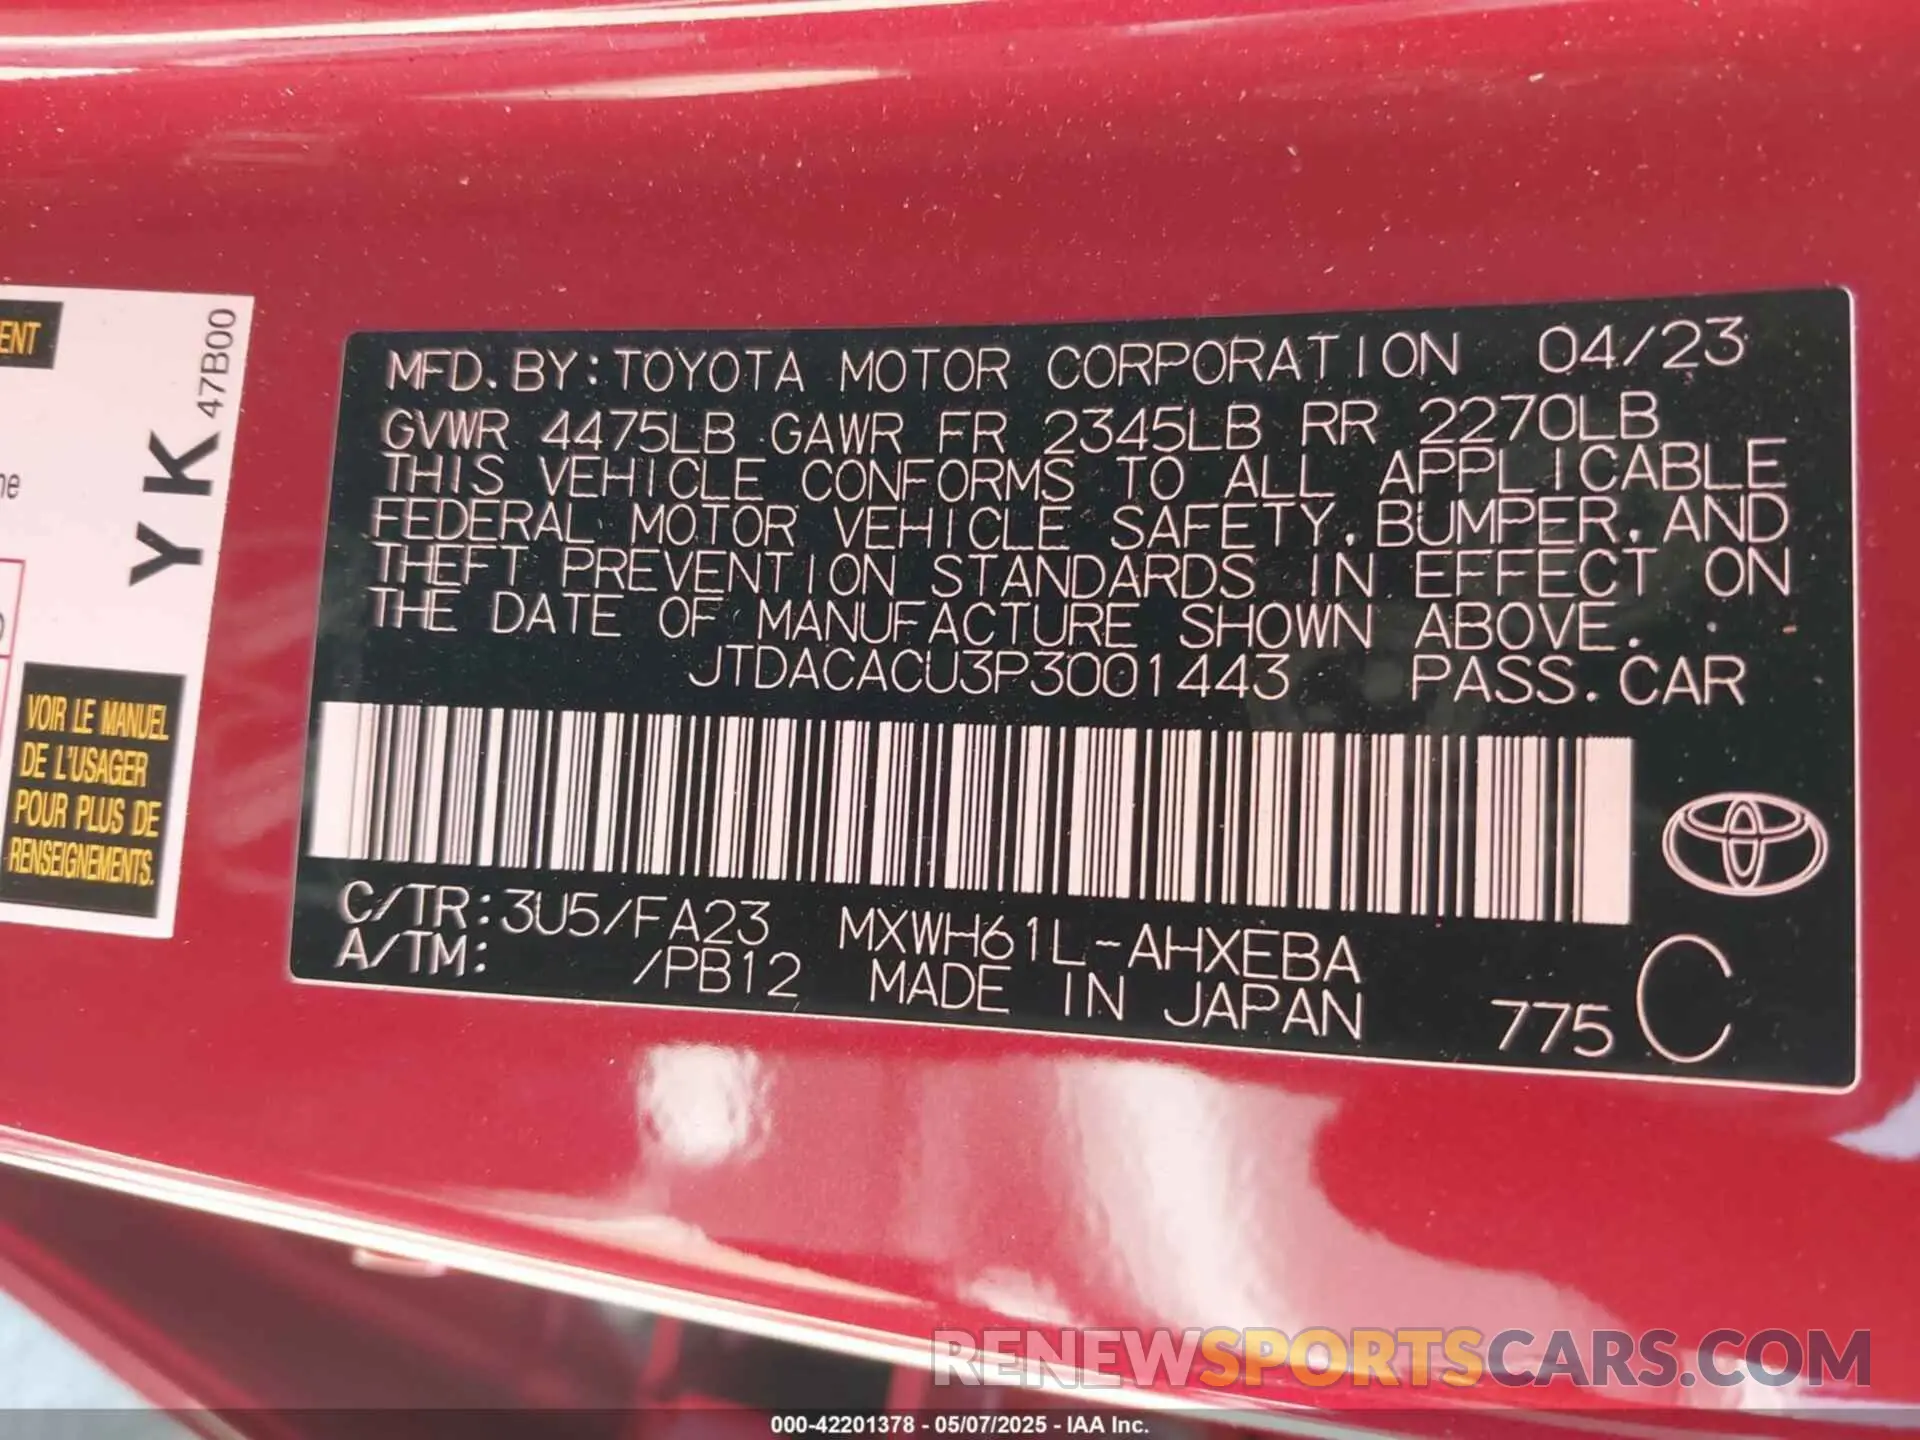 ENT
47B00
YK
VOIR LE MANUEL
DE L'USAGER
POUR PLUS DE
RENSEIGNEMENTS.
MFD. BY: TOYOTA MOTOR CORPORATION 04/23
GVWR 4475LB GAWR FR 2345LB RR 2270LB
THIS VEHICLE CONFORMS TO ALL APPLICABLE
FEDERAL MOTOR VEHICLE SAFETY, BUMPER, AND
THEFT PREVENTION STANDARDS IN EFFECT ON
THE DATE OF MANUFACTURE SHOWN ABOVE.
JTDACACU3P3001443 PASS. CAR
C/TR: 3U5/FA23 MXWH61L-AHXEBA
A/TM: /PB12 MADE IN JAPAN 775 C
RENEWSPORTSCARS.COM
000-42201378 - 05/07/2025 - IAA Inc.